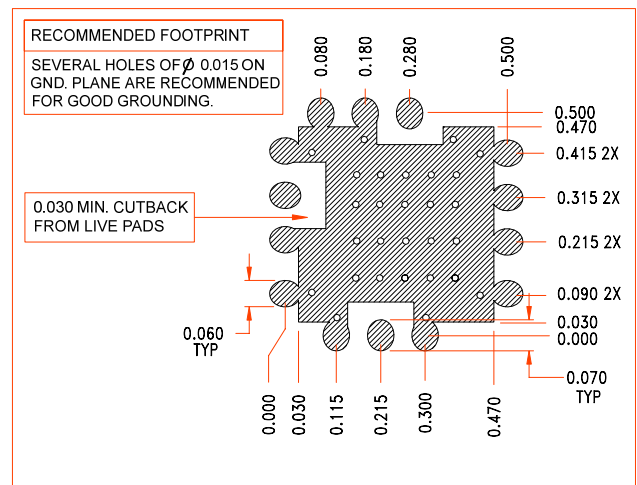 RECOMMENDED FOOTPRINT
SEVERAL HOLES OF ϕ 0.015 ON
GND. PLANE ARE RECOMMENDED
FOR GOOD GROUNDING.
0.080
0.180
0.280
0.500
0.500
0.470
0.415 2X
0.315 2X
0.215 2X
0.090 2X
0.030
0.000
0.070
TYP
0.030 MIN. CUTBACK
FROM LIVE PADS
0.060
TYP
0.000
0.030
0.115
0.215
0.300
0.470